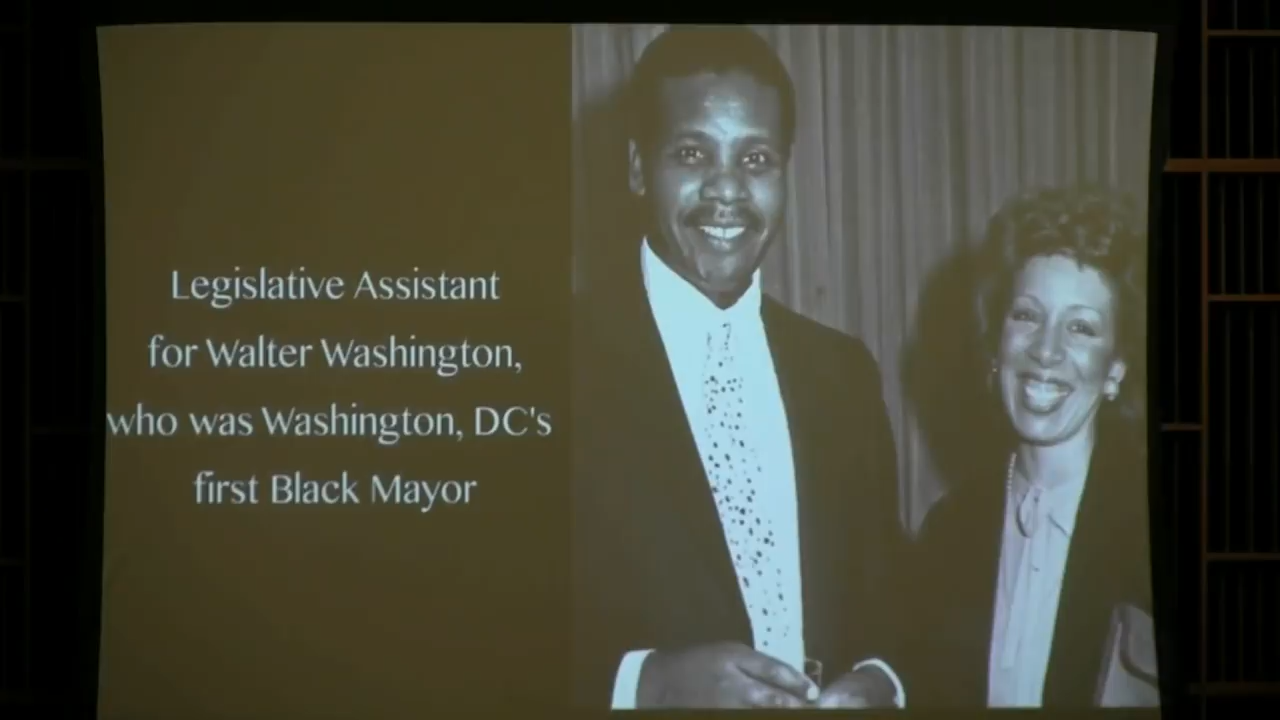 Legislative Assistant
for Walter Washington,
who was Washington, DC's
first Black Mayor